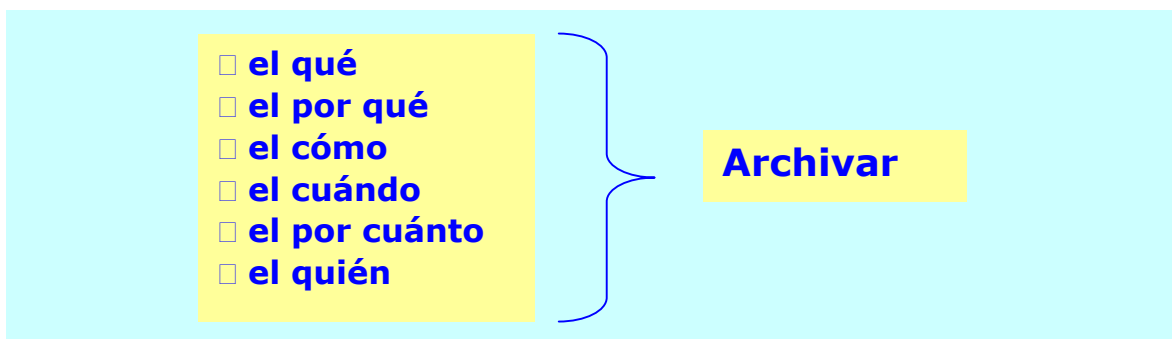 □ el qué
□ el por qué
□ el cómo
□ el cuándo
□ el por cuánto
□ el quién
Archivar